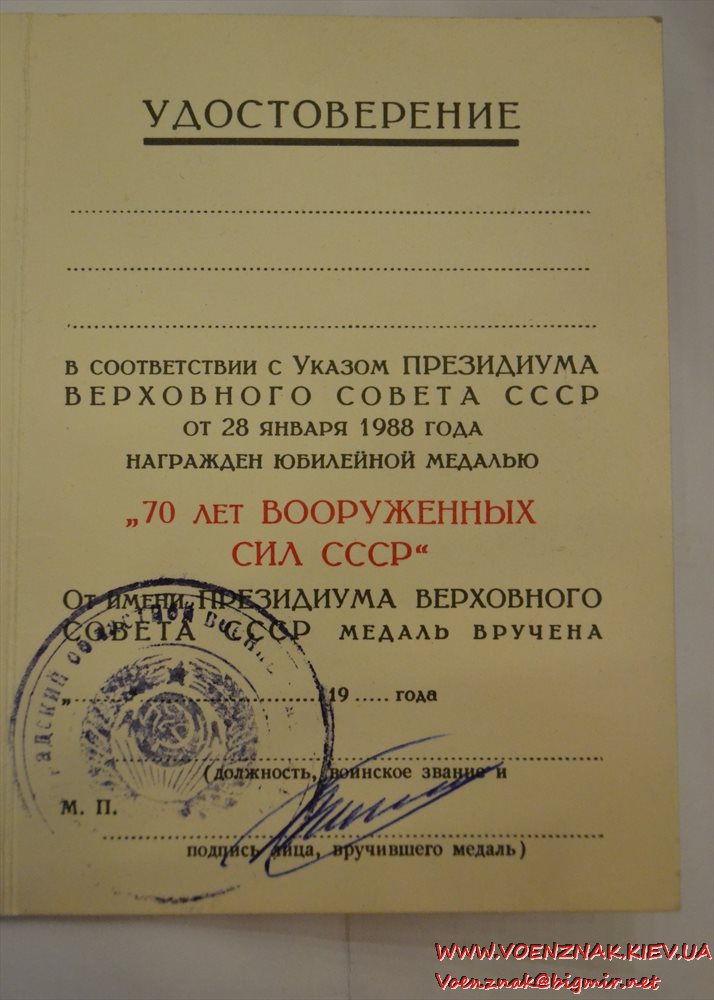 УДОСТОВЕРЕНИЕ
В СООТВЕТСТВИИ С УКАЗОМ ПРЕЗИДИУМА
ВЕРХОВНОГО СОВЕТА СССР
ОТ 28 ЯНВАРЯ 1988 ГОДА
НАГРАЖДЕН ЮБИЛЕЙНОЙ МЕДАЛЬЮ
„70 ЛЕТ ВООРУЖЕННЫХ
СИЛ СССР“
ОТ ИМЕНИ ПРЕЗИДИУМА ВЕРХОВНОГО
СОВЕТА СССР МЕДАЛЬ ВРУЧЕНА
„ 19 ..... года
(должность, воинское звание и
М. П.
подпись лица, вручившего медаль)
WWW.VOENZNAK.KIEV.UA
Voenznak@bigmir.net